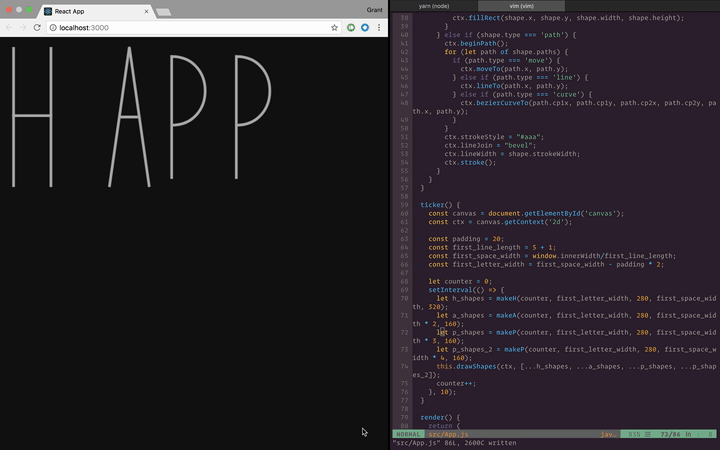 React App
Grant
localhost:3000
H APP
yarn (node)
vim (vim)
38 ctx.fillRect(shape.x, shape.y, shape.width, shape.height);
39 }
40 } else if (shape.type === 'path') {
41 ctx.beginPath();
42 for (let path of shape.paths) {
43 if (path.type === 'move') {
44 ctx.moveTo(path.x, path.y);
45 } else if (path.type === 'line') {
46 ctx.lineTo(path.x, path.y);
47 } else if (path.type === 'curve') {
48 ctx.bezierCurveTo(path.cp1x, path.cp1y, path.cp2x, path.cp2y, pa
th.x, path.y);
49 }
50 }
51 ctx.strokeStyle = "#aaa";
52 ctx.lineJoin = "bevel";
53 ctx.lineWidth = shape.strokeWidth;
54 ctx.stroke();
55 }
56 }
57 }
58
59 ticker() {
60 const canvas = document.getElementById('canvas');
61 const ctx = canvas.getContext('2d');
62
63 const padding = 20;
64 const first_line_length = 5 + 1;
65 const first_space_width = window.innerWidth/first_line_length;
66 const first_letter_width = first_space_width - padding * 2;
67
68 let counter = 0;
69 setInterval(() => {
70 let h_shapes = makeH(counter, first_letter_width, 280, first_space_wid
th, 320);
71 let a_shapes = makeA(counter, first_letter_width, 280, first_space_wid
th * 2, 160);
72 let p_shapes = makeP(counter, first_letter_width, 280, first_space_wid
th * 3, 160);
73 let p_shapes_2 = makeP(counter, first_letter_width, 280, first_space_w
idth * 4, 160);
74 this.drawShapes(ctx, [...h_shapes, ...a_shapes, ...p_shapes, ...p_shap
es_2]);
75 counter++;
76 }, 10);
77 }
78
79 render() {
80 return (
NORMAL src/App.js jav… 83% ☰ 73/86 ln : 8
"src/App.js" 86L, 2600C written